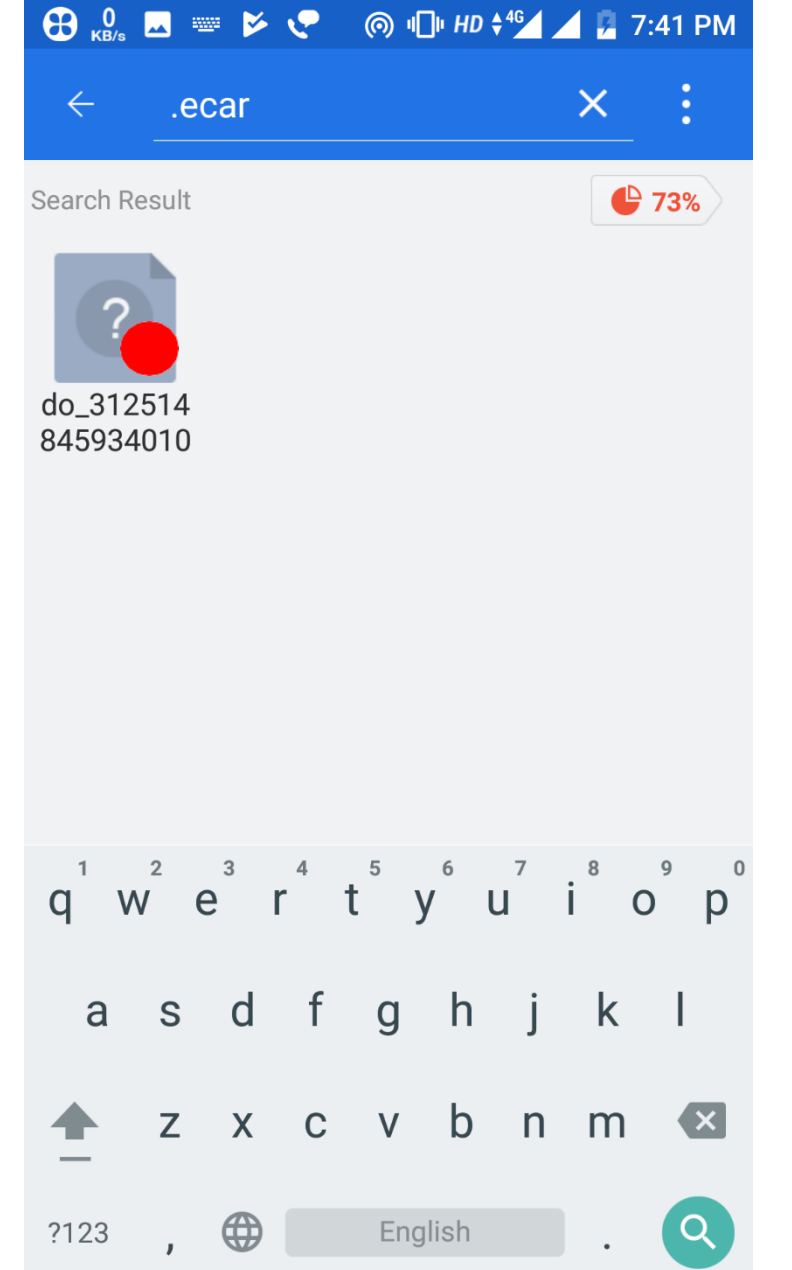 0
KB/s
HD 4G 7:41 PM
.ecar
Search Result
73%
?
do_312514
845934010
1 2 3 4 5 6 7 8 9 0
q w e r t y u i o p
a s d f g h j k l
z x c v b n m
?123 , English .